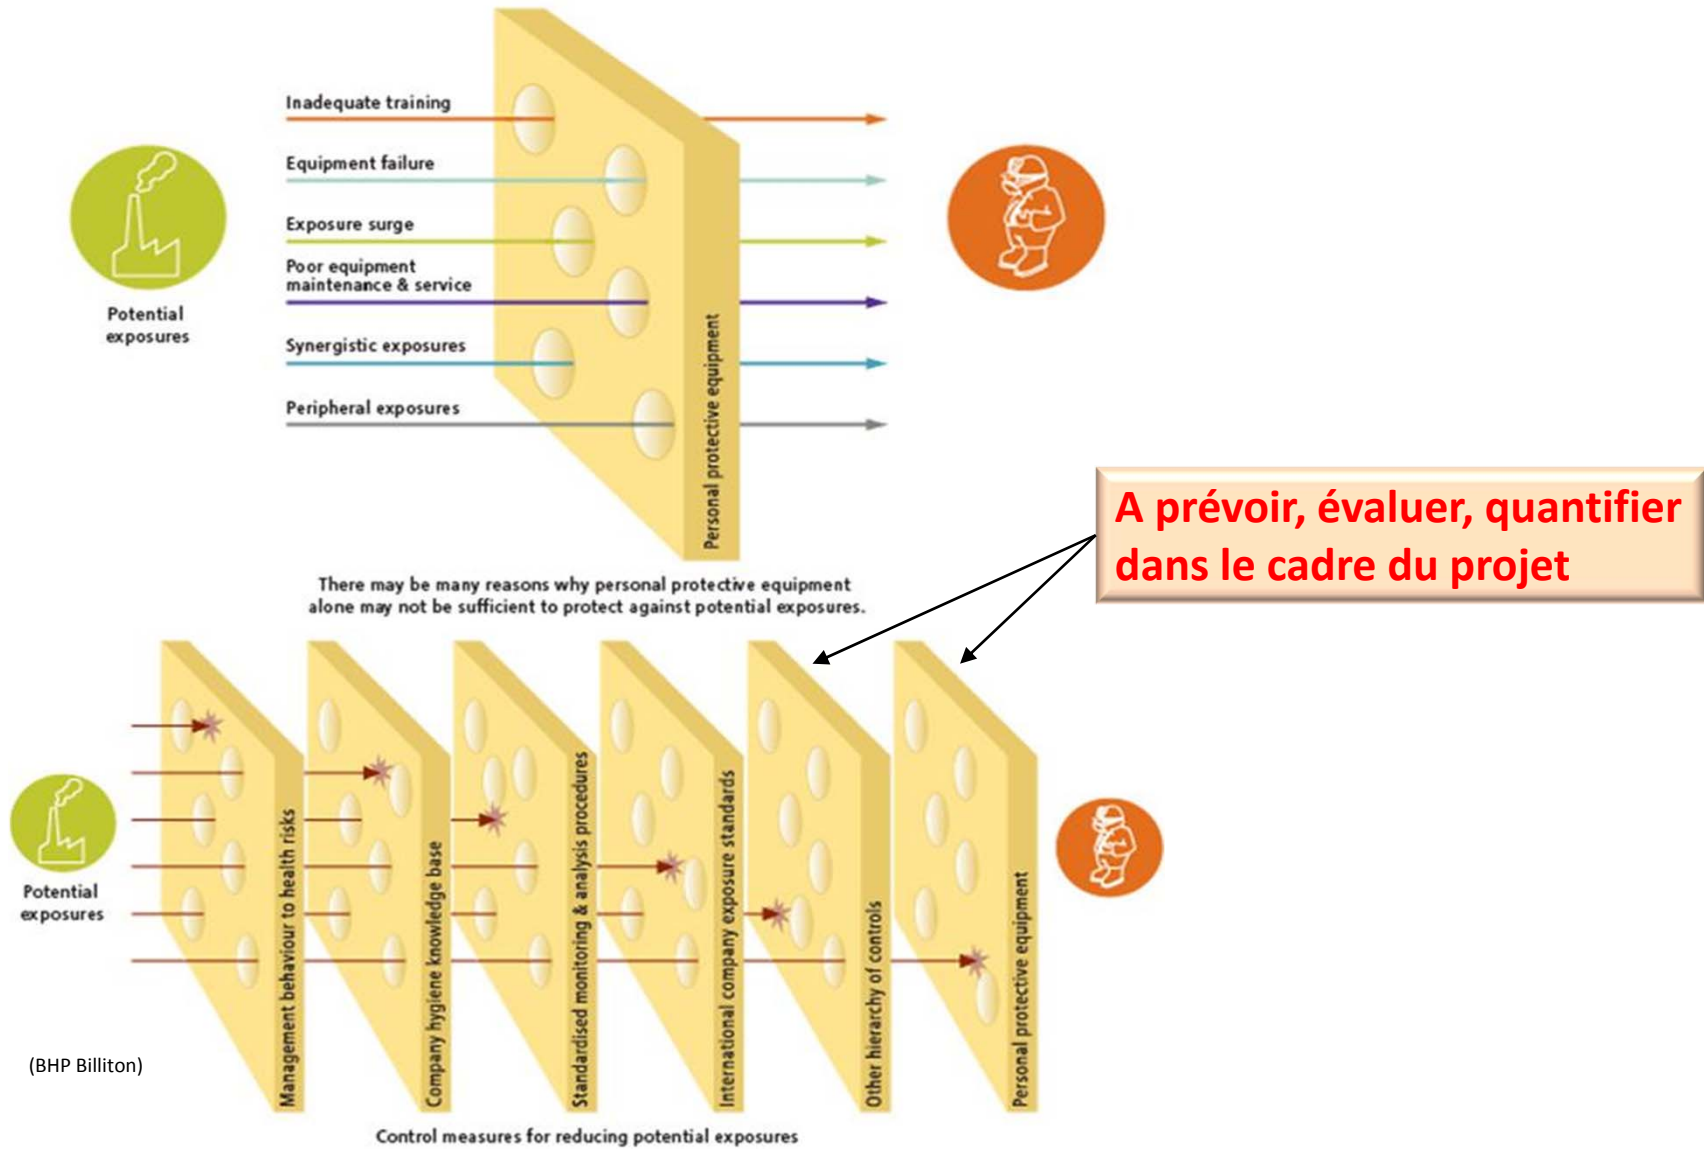 Inadequate training
Equipment failure
Exposure surge
Poor equipment
maintenance & service
Synergistic exposures
Peripheral exposures
Potential
exposures
Personal protective equipment
A prévoir, évaluer, quantifier
dans le cadre du projet
There may be many reasons why personal protective equipment
alone may not be sufficient to protect against potential exposures.
Potential
exposures
Management behaviour to health risks
Company hygiene knowledge base
Standardised monitoring & analysis procedures
International company exposure standards
Other hierarchy of controls
Personal protective equipment
(BHP Billiton)
Control measures for reducing potential exposures